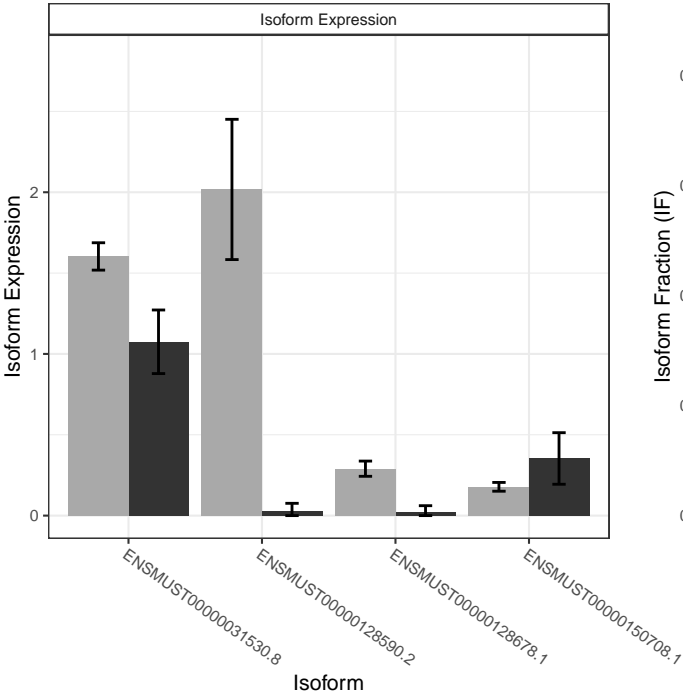 Isoform Expression
Isoform Expression
2
1
0
ENSMUST00000031530.8
ENSMUST00000128590.2
ENSMUST00000128678.1
ENSMUST00000150708.1
Isoform
Isoform Fraction (IF)